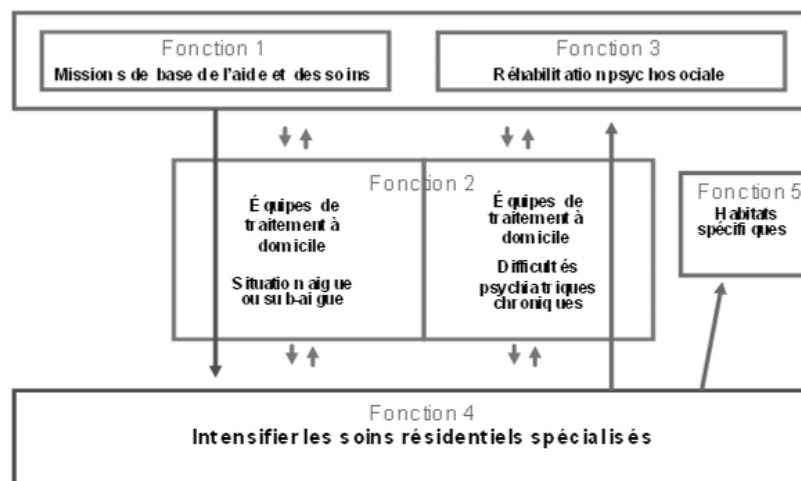 Fonction 1
Missions de base de l'aide et des soins
Fonction 3
Réhabilitation psychosociale
Fonction 2
Équipes de
traitement à
domicile
Situation aigue
ou sub-aigue
Équipes de
traitement à
domicile
Difficultés
psychiatriques
chroniques
Fonction 5
Habitats
spécifiques
Fonction 4
Intensifier les soins résidentiels spécialisés